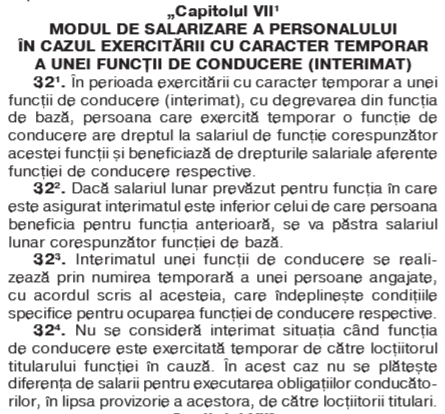 „Capitolul VII¹
MODUL DE SALARIZARE A PERSONALULUI
ÎN CAZUL EXERCITĂRII CU CARACTER TEMPORAR
A UNEI FUNCȚII DE CONDUCERE (INTERIMAT)
32¹. În perioada exercitării cu caracter temporar a unei
funcții de conducere (interimat), cu degrevarea din funcția
de bază, persoana care exercită temporar o funcție de
conducere are dreptul la salariul de funcție corespunzător
acestei funcții și beneficiază de drepturile salariale aferente
funcției de conducere respective.
32². Dacă salariul lunar prevăzut pentru funcția în care
este asigurat interimatul este inferior celui de care persoana
beneficia pentru funcția anterioară, se va păstra salariul
lunar corespunzător funcției de bază.
32³. Interimatul unei funcții de conducere se reali-
zează prin numirea temporară a unei persoane angajate,
cu acordul scris al acesteia, care îndeplinește condițiile
specifice pentru ocuparea funcției de conducere respective.
32⁴. Nu se consideră interimat situația când funcția
de conducere este exercitată temporar de către locțiitorul
titularului funcției în cauză. În acest caz nu se plătește
diferența de salarii pentru executarea obligațiilor conducăto-
rilor, în lipsa provizorie a acestora, de către locțiitorii titulari.